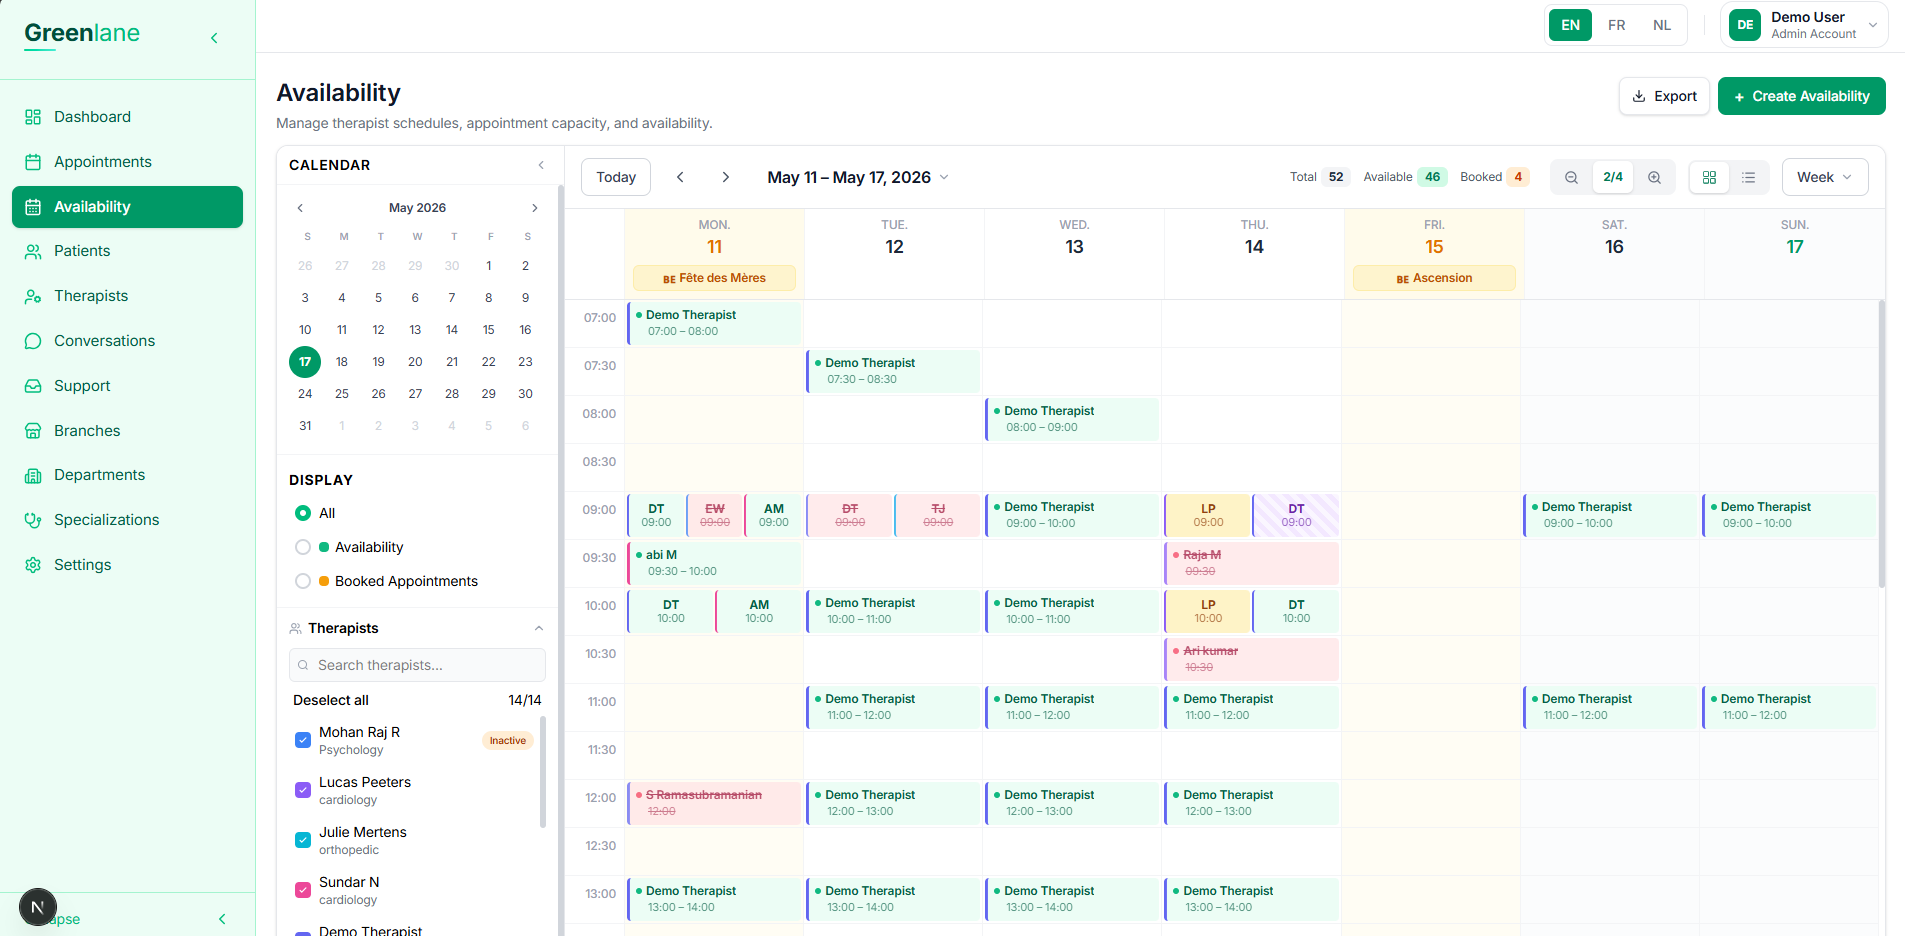 Greenlane
EN FR NL
DE Demo User
Admin Account
Dashboard
Appointments
Availability
Patients
Therapists
Conversations
Support
Branches
Departments
Specializations
Settings
N apse
Availability
Manage therapist schedules, appointment capacity, and availability.
Export
+ Create Availability
CALENDAR
May 2026
S M T W T F S
26 27 28 29 30 1 2
3 4 5 6 7 8 9
10 11 12 13 14 15 16
17 18 19 20 21 22 23
24 25 26 27 28 29 30
31 1 2 3 4 5 6
DISPLAY
All
Availability
Booked Appointments
Therapists
Search therapists...
Deselect all 14/14
Mohan Raj R
Psychology
Inactive
Lucas Peeters
cardiology
Julie Mertens
orthopedic
Sundar N
cardiology
Demo Therapist
Today
May 11 – May 17, 2026
Total 52 Available 46 Booked 4
2/4
Week
MON. TUE. WED. THU. FRI. SAT. SUN.
11 12 13 14 15 16 17
BE Fête des Mères
BE Ascension
07:00
Demo Therapist
07:00 – 08:00
07:30
Demo Therapist
07:30 – 08:30
08:00
Demo Therapist
08:00 – 09:00
08:30
09:00
DT EW AM DT TJ Demo Therapist LP DT Demo Therapist Demo Therapist
09:00 09:00 09:00 09:00 09:00 09:00 – 10:00 09:00 09:00 09:00 – 10:00 09:00 – 10:00
09:30
abi M Raja M
09:30 – 10:00 09:30
10:00
DT AM Demo Therapist Demo Therapist LP DT
10:00 10:00 10:00 – 11:00 10:00 – 11:00 10:00 10:00
10:30
Ari kumar
10:30
11:00
Demo Therapist Demo Therapist Demo Therapist Demo Therapist Demo Therapist
11:00 – 12:00 11:00 – 12:00 11:00 – 12:00 11:00 – 12:00 11:00 – 12:00
11:30
12:00
S Ramasubramanian Demo Therapist Demo Therapist Demo Therapist
12:00 12:00 – 13:00 12:00 – 13:00 12:00 – 13:00
12:30
13:00
Demo Therapist Demo Therapist Demo Therapist Demo Therapist
13:00 – 14:00 13:00 – 14:00 13:00 – 14:00 13:00 – 14:00